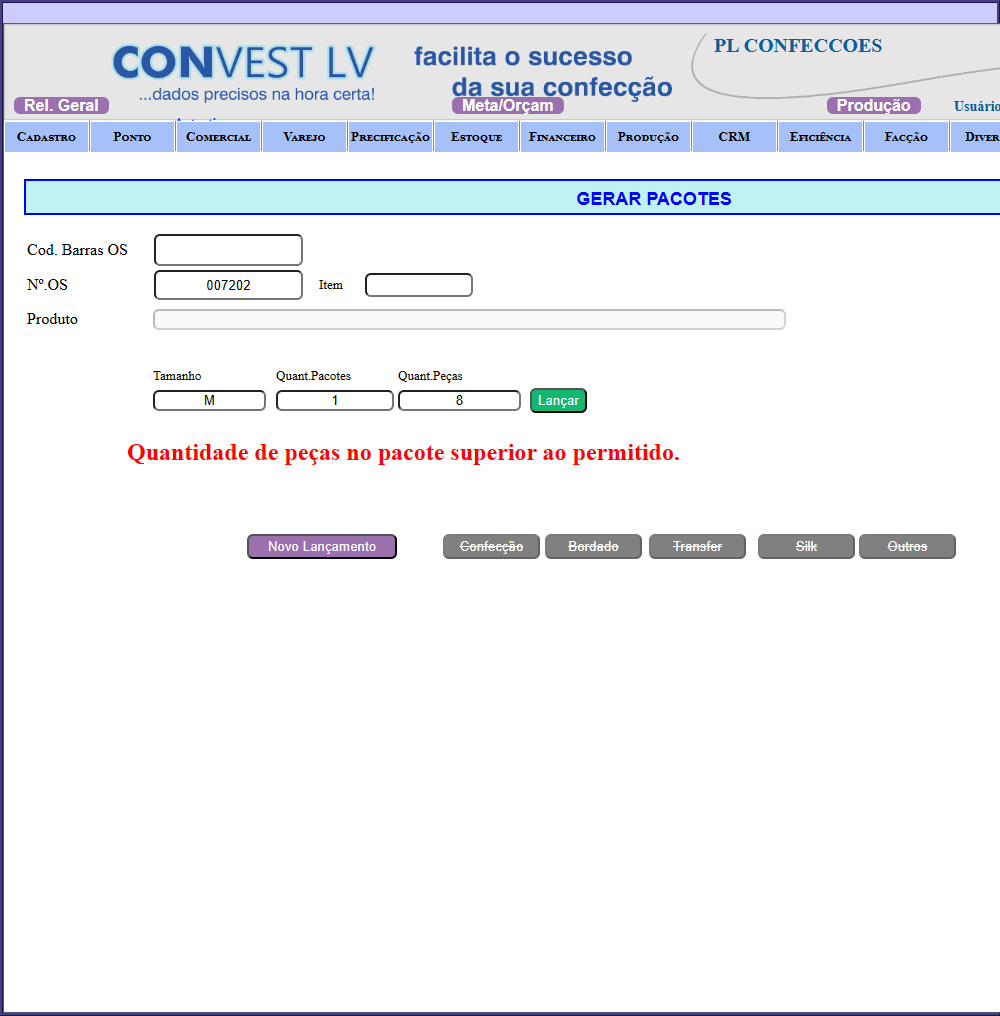 CONVEST LV
...dados precisos na hora certa!
facilita o sucesso
da sua confecção
PL CONFECCOES
Rel. Geral Meta/Orçam Produção Usuário
Cadastro Ponto Comercial Varejo Precificação Estoque Financeiro Produção CRM Eficiência Facção Diver
GERAR PACOTES
Cod. Barras OS
Nº.OS 007202 Item
Produto
Tamanho Quant.Pacotes Quant.Peças
M 1 8 Lançar
Quantidade de peças no pacote superior ao permitido.
Novo Lançamento Confecção Bordado Transfer Silk Outros